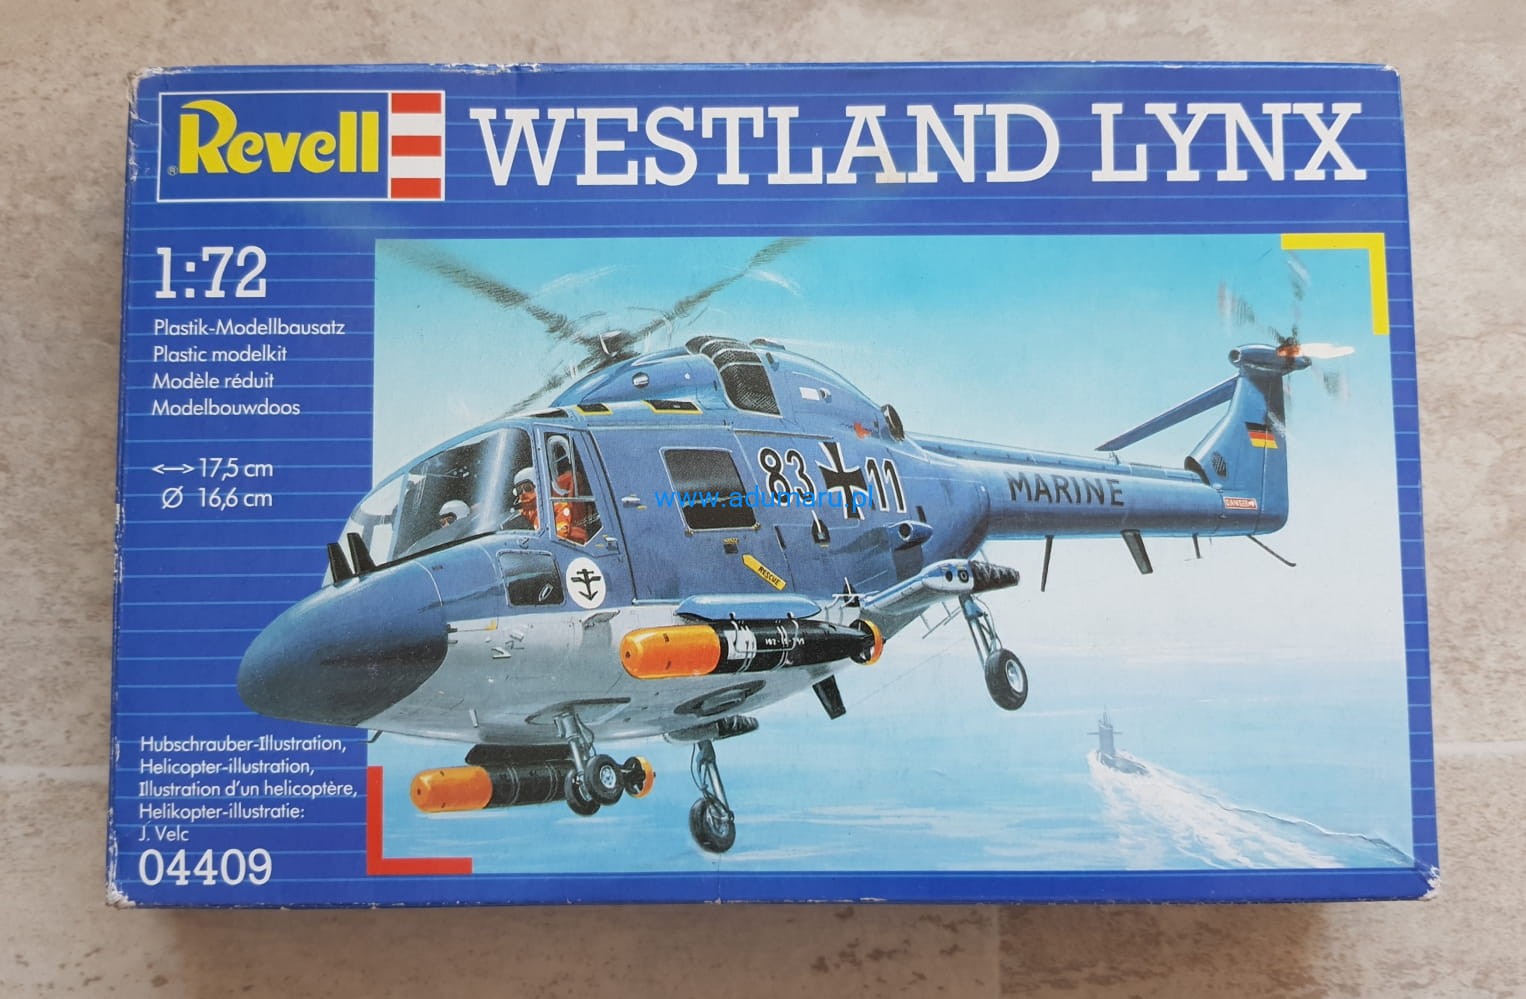 Revell
®
WESTLAND LYNX
1:72
Plastik-Modellbausatz
Plastic modelkit
Modèle réduit
Modelbouwdoos
17,5 cm
Ø 16,6 cm
83 11
MARINE
DANGER
RESCUE
www.adumaru.pl
Hubschrauber-Illustration,
Helicopter-illustration,
Illustration d'un helicoptère,
Helikopter-illustratie:
J. Velc
04409